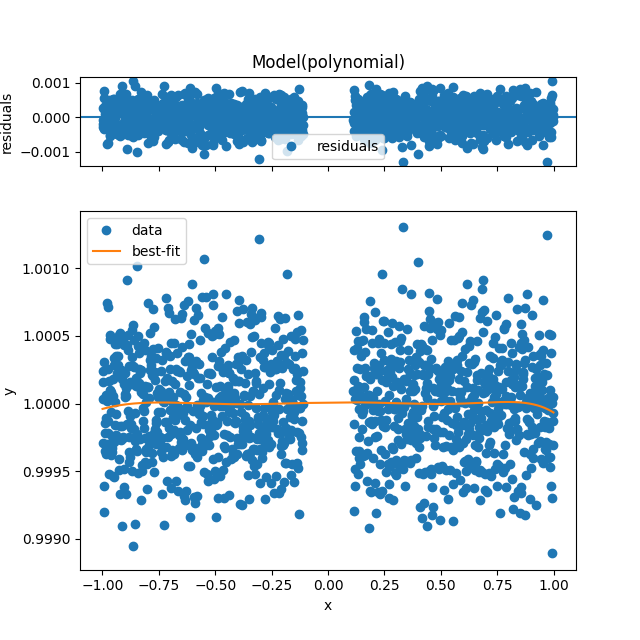 Model(polynomial)
0.001
0.000
−0.001
residuals
residuals
data
best-fit
1.0010
1.0005
1.0000
0.9995
0.9990
y
−1.00 −0.75 −0.50 −0.25 0.00 0.25 0.50 0.75 1.00
x